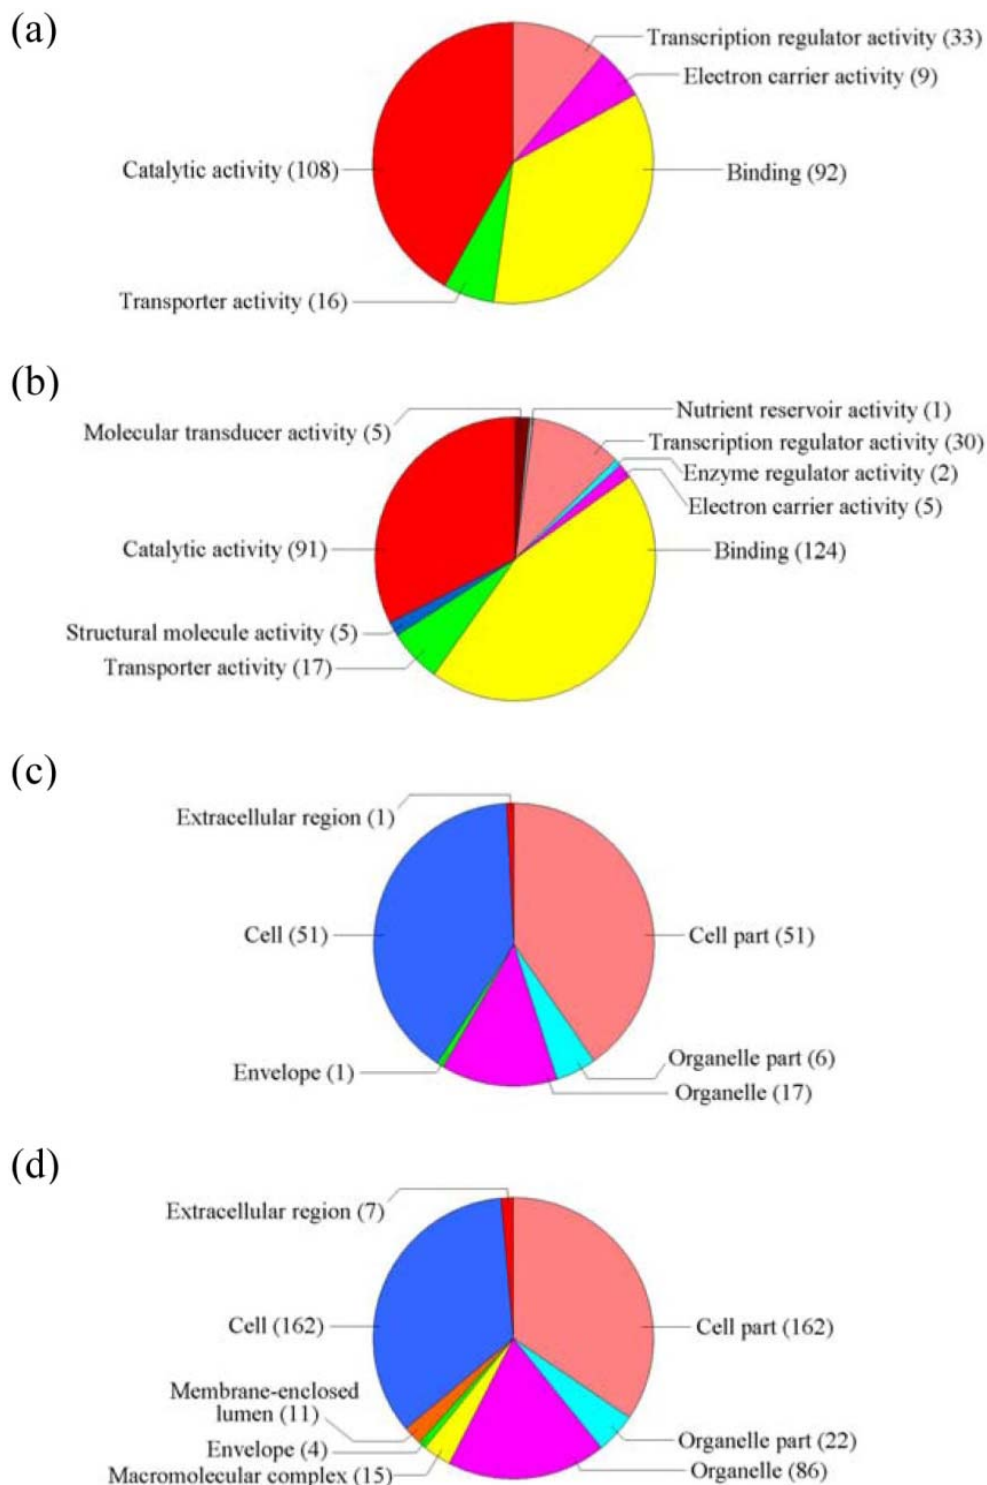 (a)
Transcription regulator activity (33)
Electron carrier activity (9)
Catalytic activity (108)
Binding (92)
Transporter activity (16)
(b)
Nutrient reservoir activity (1)
Molecular transducer activity (5)
Transcription regulator activity (30)
Enzyme regulator activity (2)
Electron carrier activity (5)
Catalytic activity (91)
Binding (124)
Structural molecule activity (5)
Transporter activity (17)
(c)
Extracellular region (1)
Cell (51)
Cell part (51)
Organelle part (6)
Envelope (1)
Organelle (17)
(d)
Extracellular region (7)
Cell (162)
Cell part (162)
Membrane-enclosed
lumen (11)
Organelle part (22)
Envelope (4)
Organelle (86)
Macromolecular complex (15)